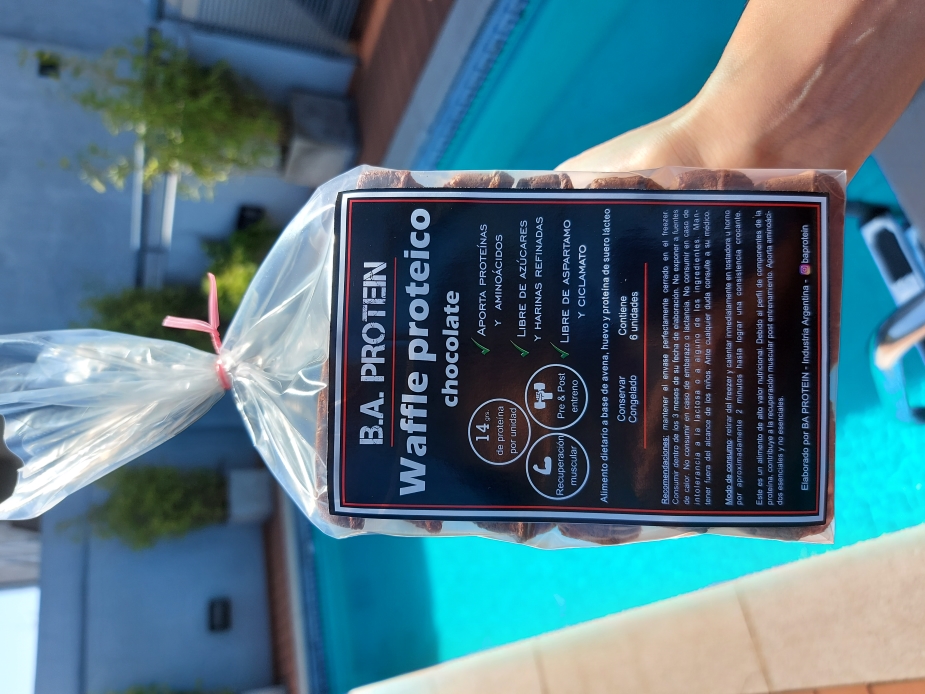 B.A. PROTEIN
Waffle proteico
chocolate
14 grs.
de proteína
por unidad
Recuperación
muscular
Pre & Post
entreno
APORTA PROTEÍNAS
Y AMINOÁCIDOS
LIBRE DE AZÚCARES
Y HARINAS REFINADAS
LIBRE DE ASPARTAMO
Y CICLAMATO
Alimento dietario a base de avena, huevo y proteína de suero lácteo
Conservar
Congelado
Contiene
6 unidades
Recomendaciones: mantener el envase perfectamente cerrado en el freezer.
Consumir dentro de los 3 meses de su fecha de elaboración. No exponer a fuentes
de calor. No consumir en caso de embarazo o lactancia. No consumir en caso de
intolerancia a la lactosa o a alguno de los ingredientes. Man-
tener fuera del alcance de los niños. Ante cualquier duda consulte a su médico.
Modo de consumo: retirar del freezer y calentar inmediatamente en tostadora u horno
por aproximadamente 2 minutos hasta lograr una consistencia crocante.
Este es un alimento de alto valor nutricional. Debido al perfil de componentes de la
proteína, contribuye a la recuperación muscular post entrenamiento. Aporta aminoáci-
dos esenciales y no esenciales.
Elaborado por BA PROTEIN - Industria Argentina - baprotein